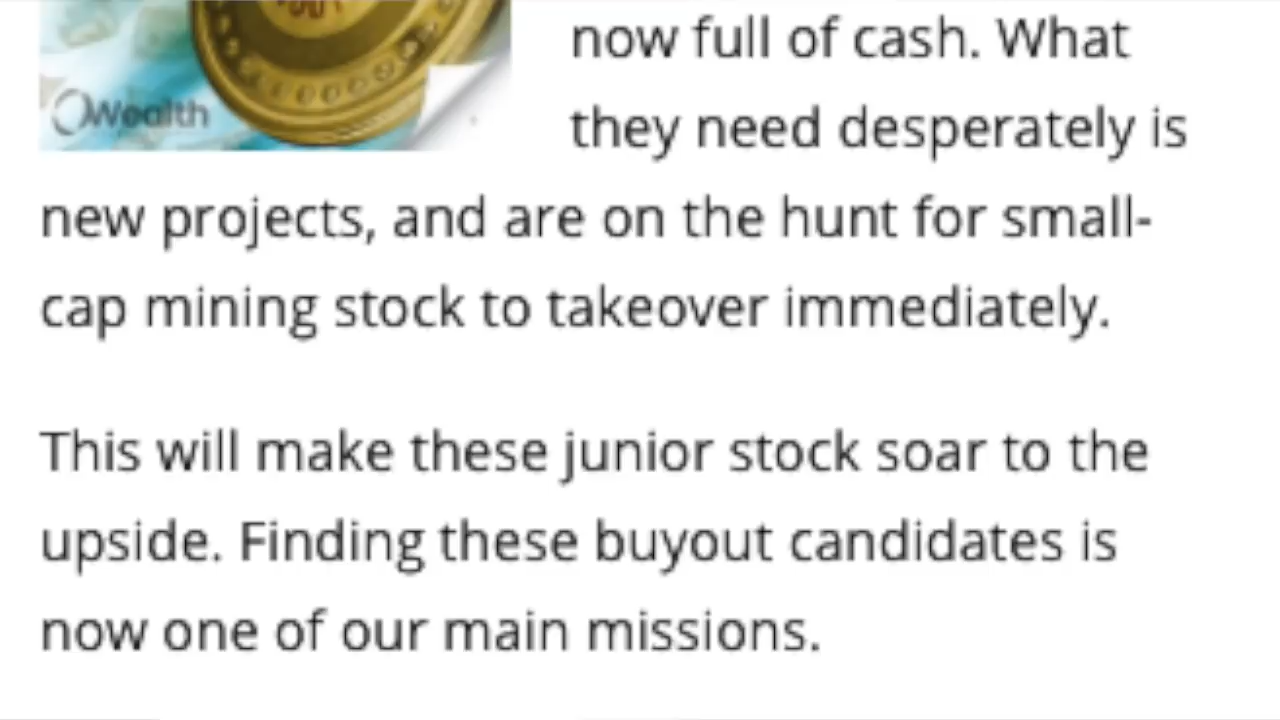 now full of cash. What
they need desperately is
Wealth
new projects, and are on the hunt for small-
cap mining stock to takeover immediately.
This will make these junior stock soar to the
upside. Finding these buyout candidates is
now one of our main missions.